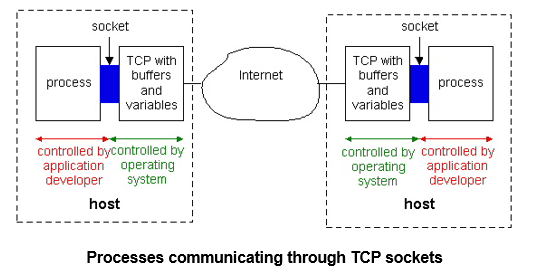 socket
process
TCP with
buffers
and
variables
controlled by
application
developer
controlled by
operating
system
host
Internet
socket
TCP with
buffers
and
variables
process
controlled by
operating
system
controlled by
application
developer
host
Processes communicating through TCP sockets